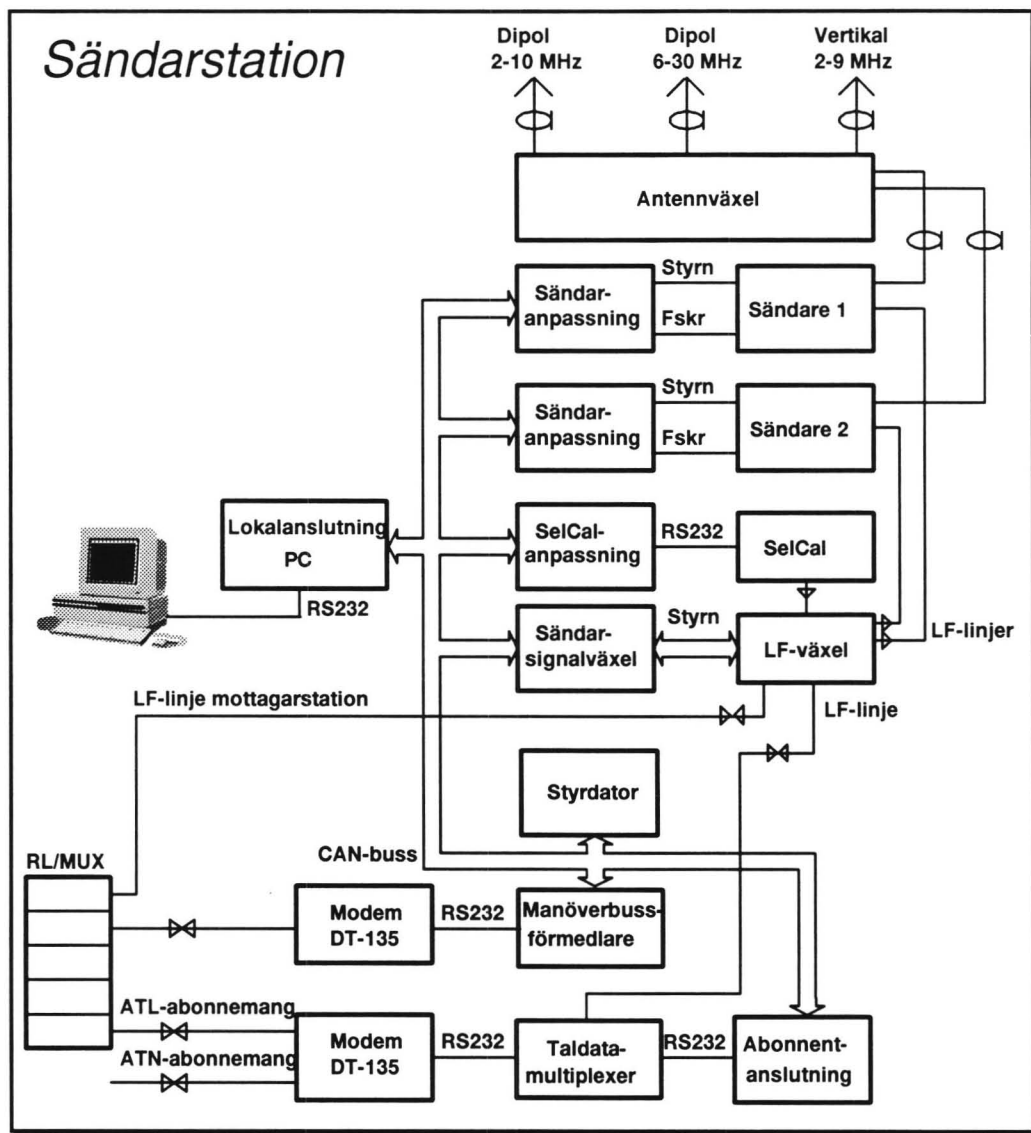 Sändarstation
Dipol
2-10 MHz
Dipol
6-30 MHz
Vertikal
2-9 MHz
Antennväxel
Sändar-
anpassning
Styrn
Fskr
Sändare 1
Sändar-
anpassning
Styrn
Fskr
Sändare 2
Lokalanslutning
PC
RS232
SelCal-
anpassning
RS232
SelCal
Sändar-
signalväxel
Styrn
LF-växel
LF-linjer
LF-linje mottagarstation
LF-linje
Styrdator
CAN-buss
RL/MUX
Modem
DT-135
RS232
Manöverbuss-
förmedlare
ATL-abonnemang
ATN-abonnemang
Modem
DT-135
RS232
Taldata-
multiplexer
RS232
Abonnent-
anslutning